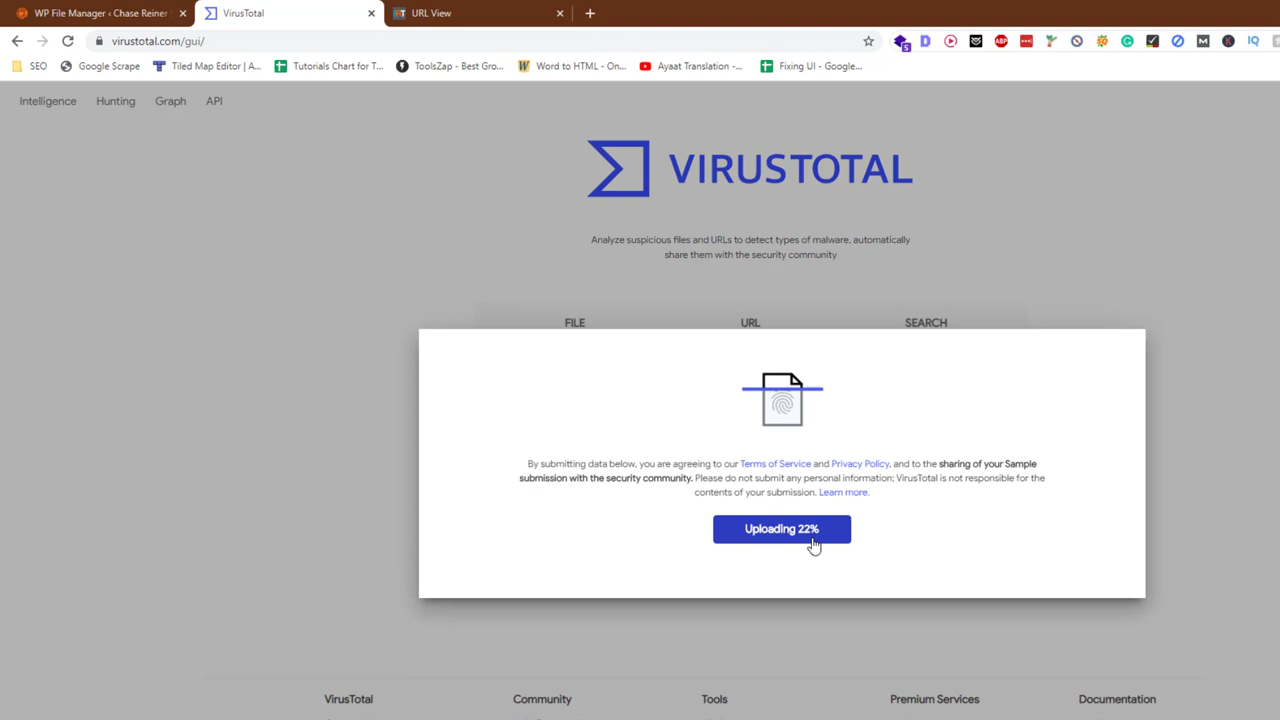 WP File Manager ‹ Chase Reiner
VirusTotal
URL View
virustotal.com/gui/
SEO
Google Scrape
Tiled Map Editor | A...
Tutorials Chart for T...
ToolsZap - Best Gro...
Word to HTML - On...
Ayaat Translation -...
Fixing UI - Google...
Intelligence
Hunting
Graph
API
VIRUSTOTAL
Analyze suspicious files and URLs to detect types of malware, automatically
share them with the security community
FILE
URL
SEARCH
By submitting data below, you are agreeing to our Terms of Service and Privacy Policy, and to the sharing of your Sample
submission with the security community. Please do not submit any personal information; VirusTotal is not responsible for the
contents of your submission. Learn more.
Uploading 22%
VirusTotal
Community
Tools
Premium Services
Documentation